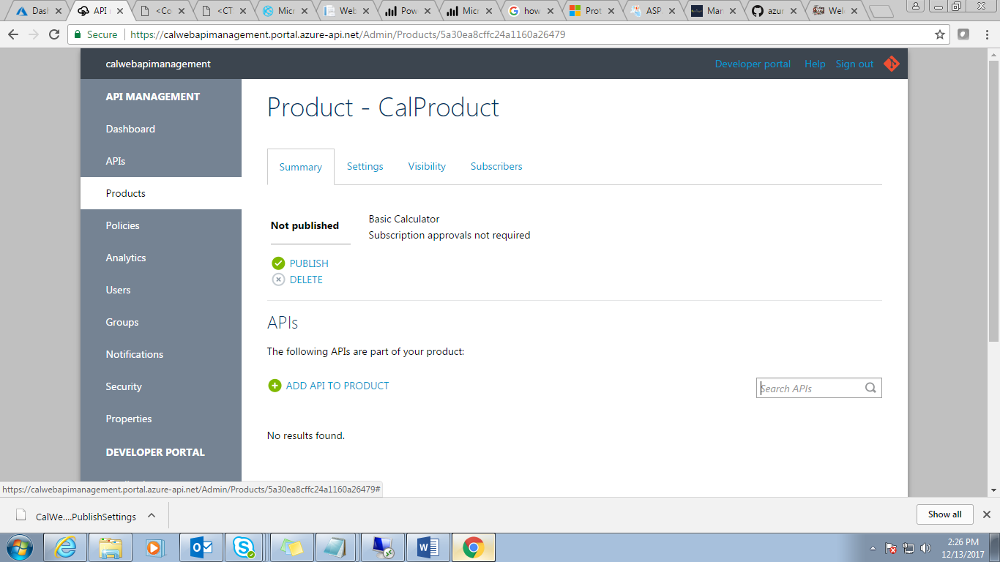 Dash
API
<Co
<CT
Micr
Web
Pow
Micr
how
Prot
ASP.
Man
azur
Wel
Secure
https://calwebapimanagement.portal.azure-api.net/Admin/Products/5a30ea8cffc24a1160a26479
calwebapimanagement
Developer portal Help Sign out
API MANAGEMENT
Dashboard
APIs
Products
Policies
Analytics
Users
Groups
Notifications
Security
Properties
DEVELOPER PORTAL
Product - CalProduct
Summary Settings Visibility Subscribers
Not published
Basic Calculator
Subscription approvals not required
PUBLISH
DELETE
APIs
The following APIs are part of your product:
ADD API TO PRODUCT
Search APIs
No results found.
https://calwebapimanagement.portal.azure-api.net/Admin/Products/5a30ea8cffc24a1160a26479#
CalWe....PublishSettings
Show all
2:26 PM
12/13/2017